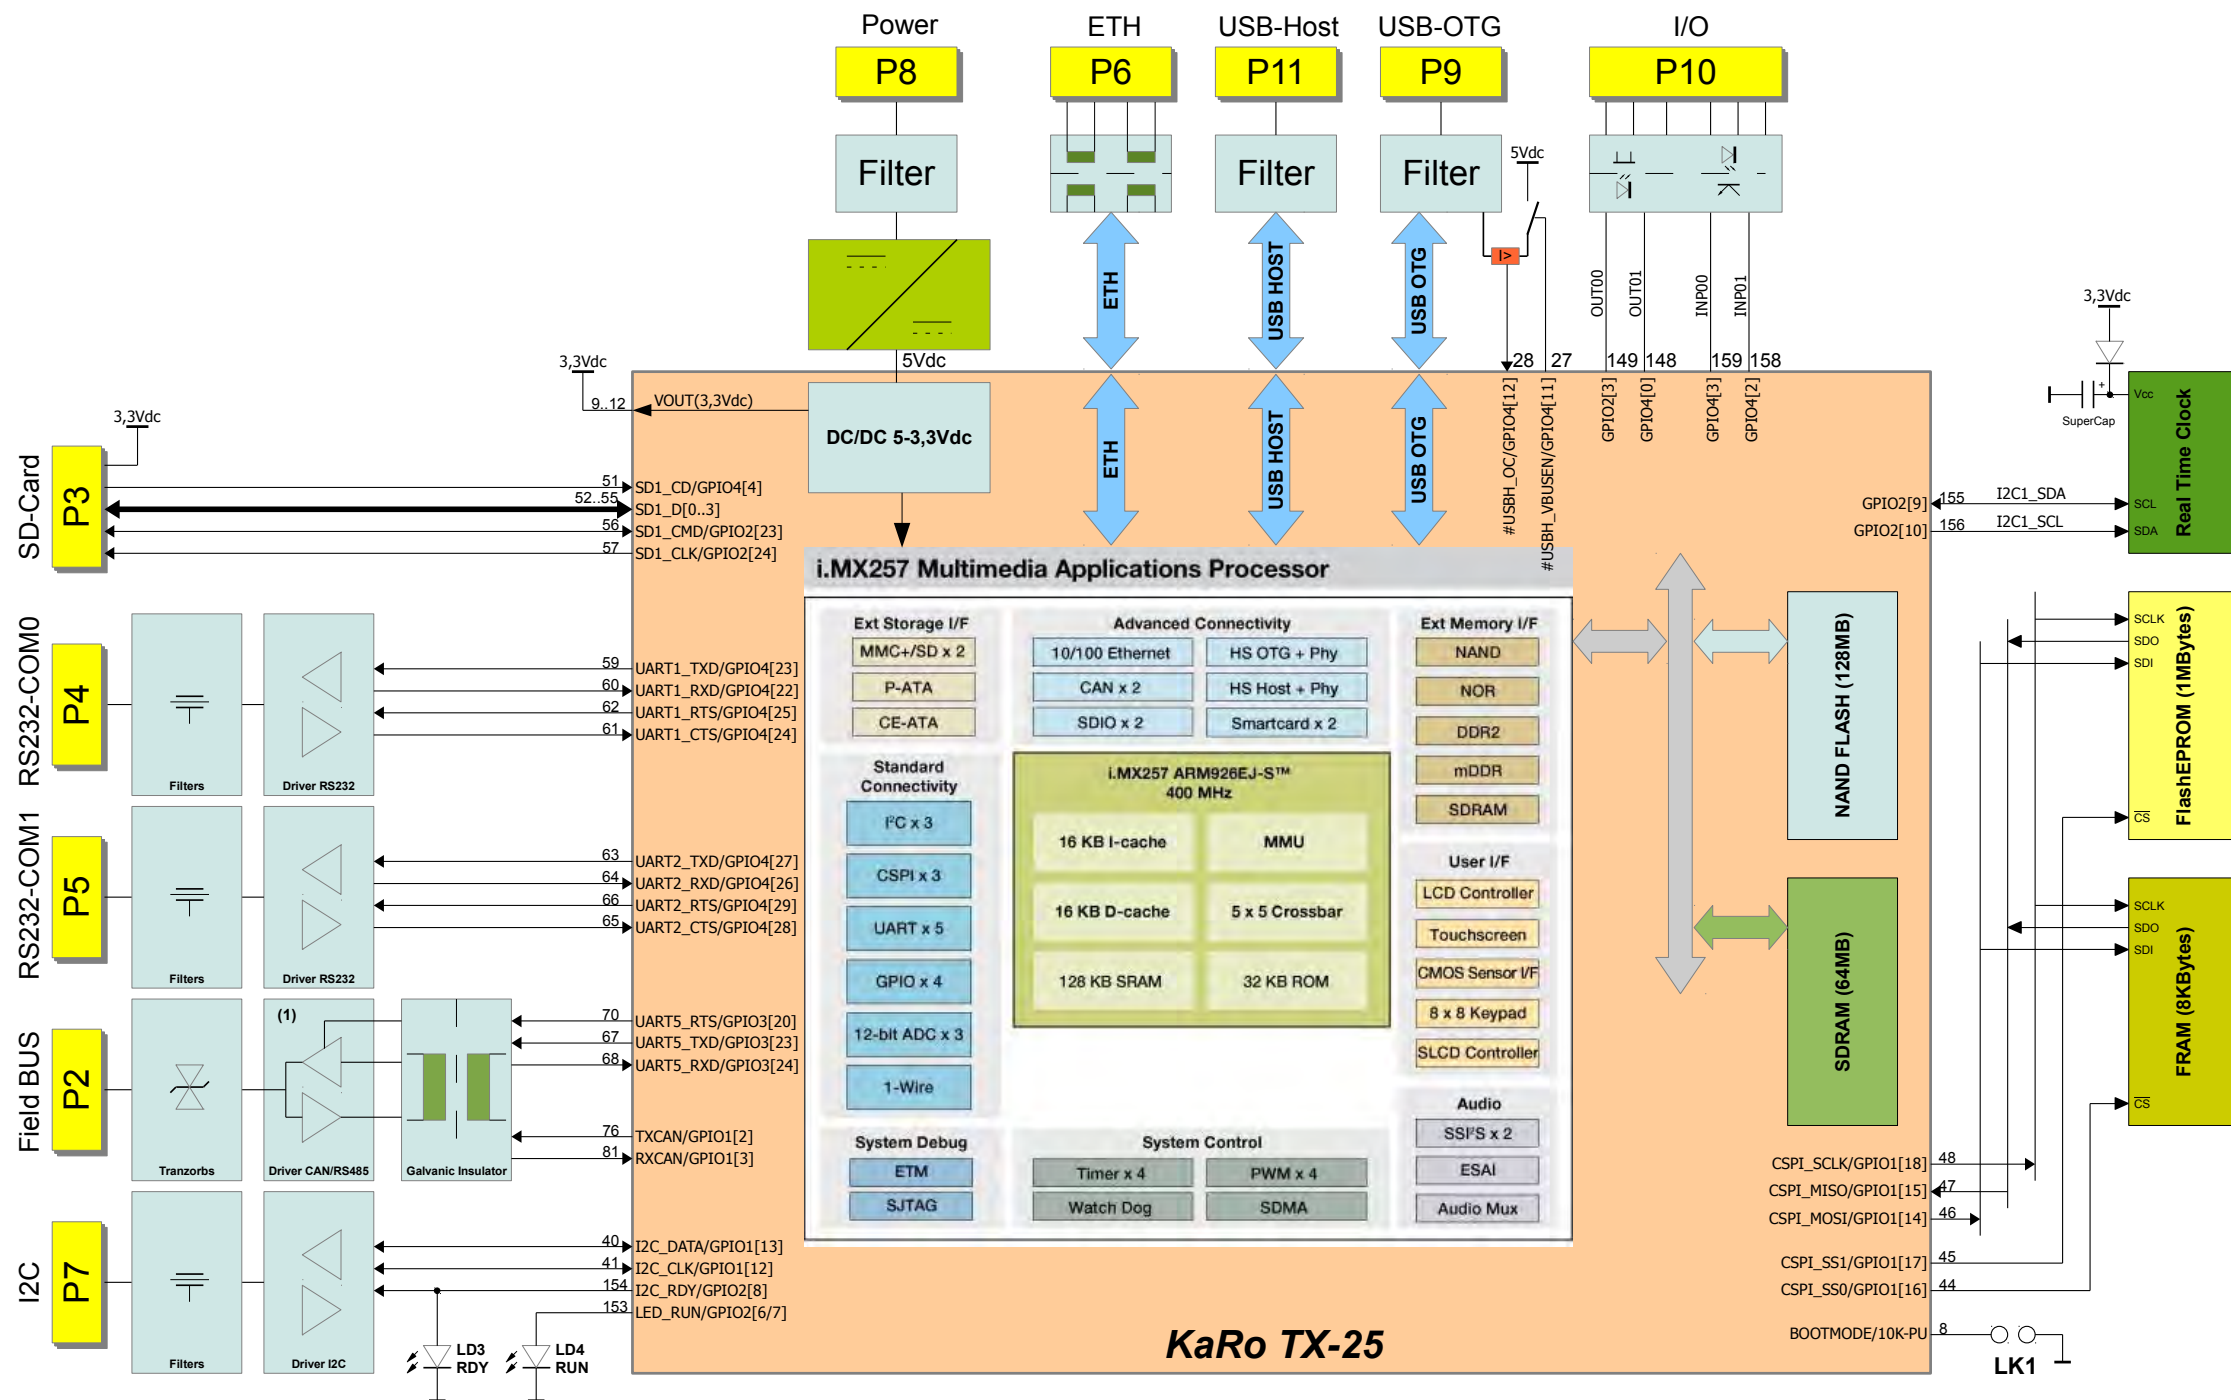 Power
ETH
USB-Host
USB-OTG
I/O
P8
P6
P11
P9
P10
Filter
Filter
Filter
5Vdc
I>
ETH
USB HOST
USB OTG
OUT00
OUT01
INP00
INP01
3,3Vdc
5Vdc
28
27
149
148
159
158
3,3Vdc
9..12
VOUT(3,3Vdc)
DC/DC 5-3,3Vdc
ETH
USB HOST
USB OTG
#USBH_OC/GPIO4[12]
#USBH_VBUSEN/GPIO4[11]
GPIO2[3]
GPIO4[0]
GPIO4[3]
GPIO4[2]
+
SuperCap
Vcc
SCL
SDA
Real Time Clock
GPIO2[9]
155
I2C1_SDA
GPIO2[10]
156
I2C1_SCL
SD-Card
P3
3,3Vdc
51
SD1_CD/GPIO4[4]
52..55
SD1_D[0..3]
56
SD1_CMD/GPIO2[23]
57
SD1_CLK/GPIO2[24]
RS232-COM0
P4
Filters
Driver RS232
59
UART1_TXD/GPIO4[23]
60
UART1_RXD/GPIO4[22]
62
UART1_RTS/GPIO4[25]
61
UART1_CTS/GPIO4[24]
RS232-COM1
P5
Filters
Driver RS232
63
UART2_TXD/GPIO4[27]
64
UART2_RXD/GPIO4[26]
66
UART2_RTS/GPIO4[29]
65
UART2_CTS/GPIO4[28]
Field BUS
P2
Tranzorbs
(1)
Driver CAN/RS485
Galvanic Insulator
70
UART5_RTS/GPIO3[20]
67
UART5_TXD/GPIO3[23]
68
UART5_RXD/GPIO3[24]
76
TXCAN/GPIO1[2]
81
RXCAN/GPIO1[3]
I2C
P7
Filters
Driver I2C
40
I2C_DATA/GPIO1[13]
41
I2C_CLK/GPIO1[12]
154
I2C_RDY/GPIO2[8]
153
LED_RUN/GPIO2[6/7]
LD3
RDY
LD4
RUN
i.MX257 Multimedia Applications Processor
Ext Storage I/F
MMC+/SD x 2
P-ATA
CE-ATA
Advanced Connectivity
10/100 Ethernet
HS OTG + Phy
CAN x 2
HS Host + Phy
SDIO x 2
Smartcard x 2
Ext Memory I/F
NAND
NOR
DDR2
mDDR
SDRAM
Standard
Connectivity
I²C x 3
CSPI x 3
UART x 5
GPIO x 4
12-bit ADC x 3
1-Wire
i.MX257 ARM926EJ-S™
400 MHz
16 KB I-cache
MMU
16 KB D-cache
5 x 5 Crossbar
128 KB SRAM
32 KB ROM
User I/F
LCD Controller
Touchscreen
CMOS Sensor I/F
8 x 8 Keypad
SLCD Controller
Audio
SSI²S x 2
ESAI
Audio Mux
System Debug
ETM
SJTAG
System Control
Timer x 4
PWM x 4
Watch Dog
SDMA
NAND FLASH (128MB)
SDRAM (64MB)
SCLK
SDO
SDI
CS
FlashEPROM (1MBytes)
SCLK
SDO
SDI
CS
FRAM (8KBytes)
CSPI_SCLK/GPIO1[18]
48
CSPI_MISO/GPIO1[15]
47
CSPI_MOSI/GPIO1[14]
46
CSPI_SS1/GPIO1[17]
45
CSPI_SS0/GPIO1[16]
44
BOOTMODE/10K-PU
8
LK1
KaRo TX-25